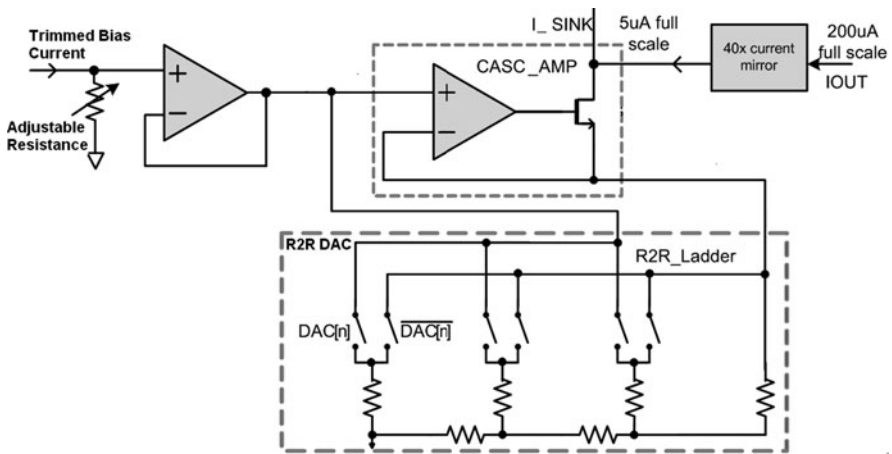 Trimmed Bias
Current
Adjustable
Resistance
+
−
CASC_AMP
+
−
I_ SINK
5uA full
scale
40x current
mirror
200uA
full scale
IOUT
R2R DAC
R2R_Ladder
DAC[n]
DAC[n]